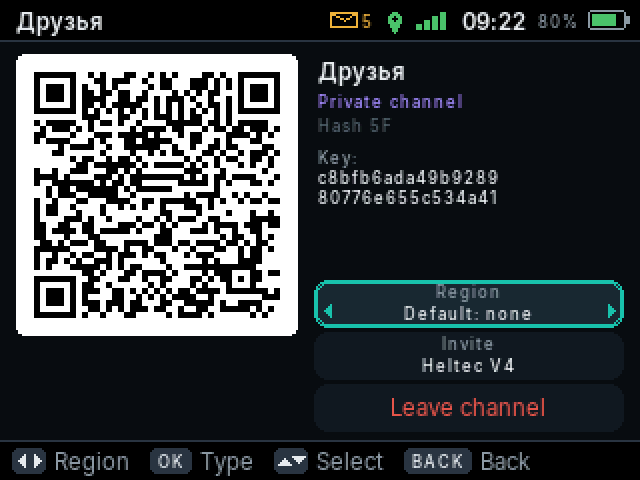 Друзья
5 09:22 80%
Друзья
Private channel
Hash 5F
Key:
c8bfb6ada49b9289
80776e655c534a41
Region
Default: none
Invite
Heltec V4
Leave channel
Region OK Type Select BACK Back